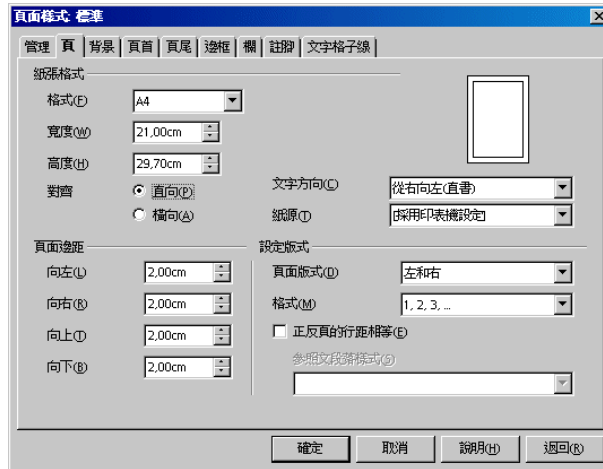 頁面樣式: 標準
管理 頁 背景 頁首 頁尾 邊框 欄 註腳 文字格子線
紙張格式
格式(F) A4
寬度(W) 21,00cm
高度(H) 29,70cm
對齊 直向(P)
橫向(A)
文字方向(C) 從右向左(直書)
紙源(T) [採用印表機設定]
頁面邊距
向左(L) 2,00cm
向右(R) 2,00cm
向上(T) 2,00cm
向下(B) 2,00cm
設定版式
頁面版式(D) 左和右
格式(M) 1, 2, 3, ...
正反頁的行距相等(E)
參照文段落樣式(S)
確定 取消 說明(H) 返回(R)